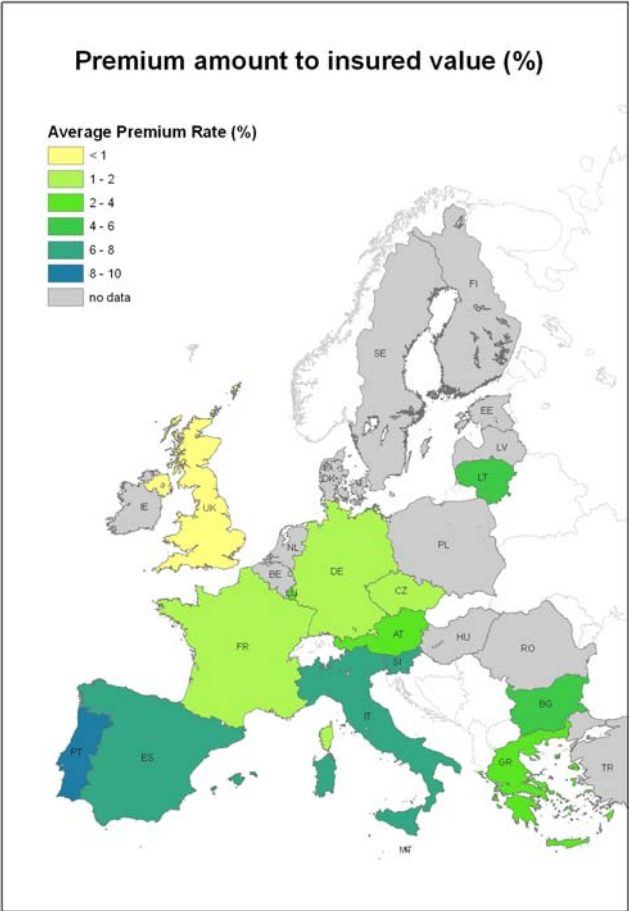 Premium amount to insured value (%)
Average Premium Rate (%)
< 1
1 - 2
2 - 4
4 - 6
6 - 8
8 - 10
no data
FI
SE
EE
LV
LT
DK
IE
UK
NL
PL
BE
DE
LU
CZ
FR
AT
HU
SI
RO
IT
BG
PT
ES
GR
TR
MT